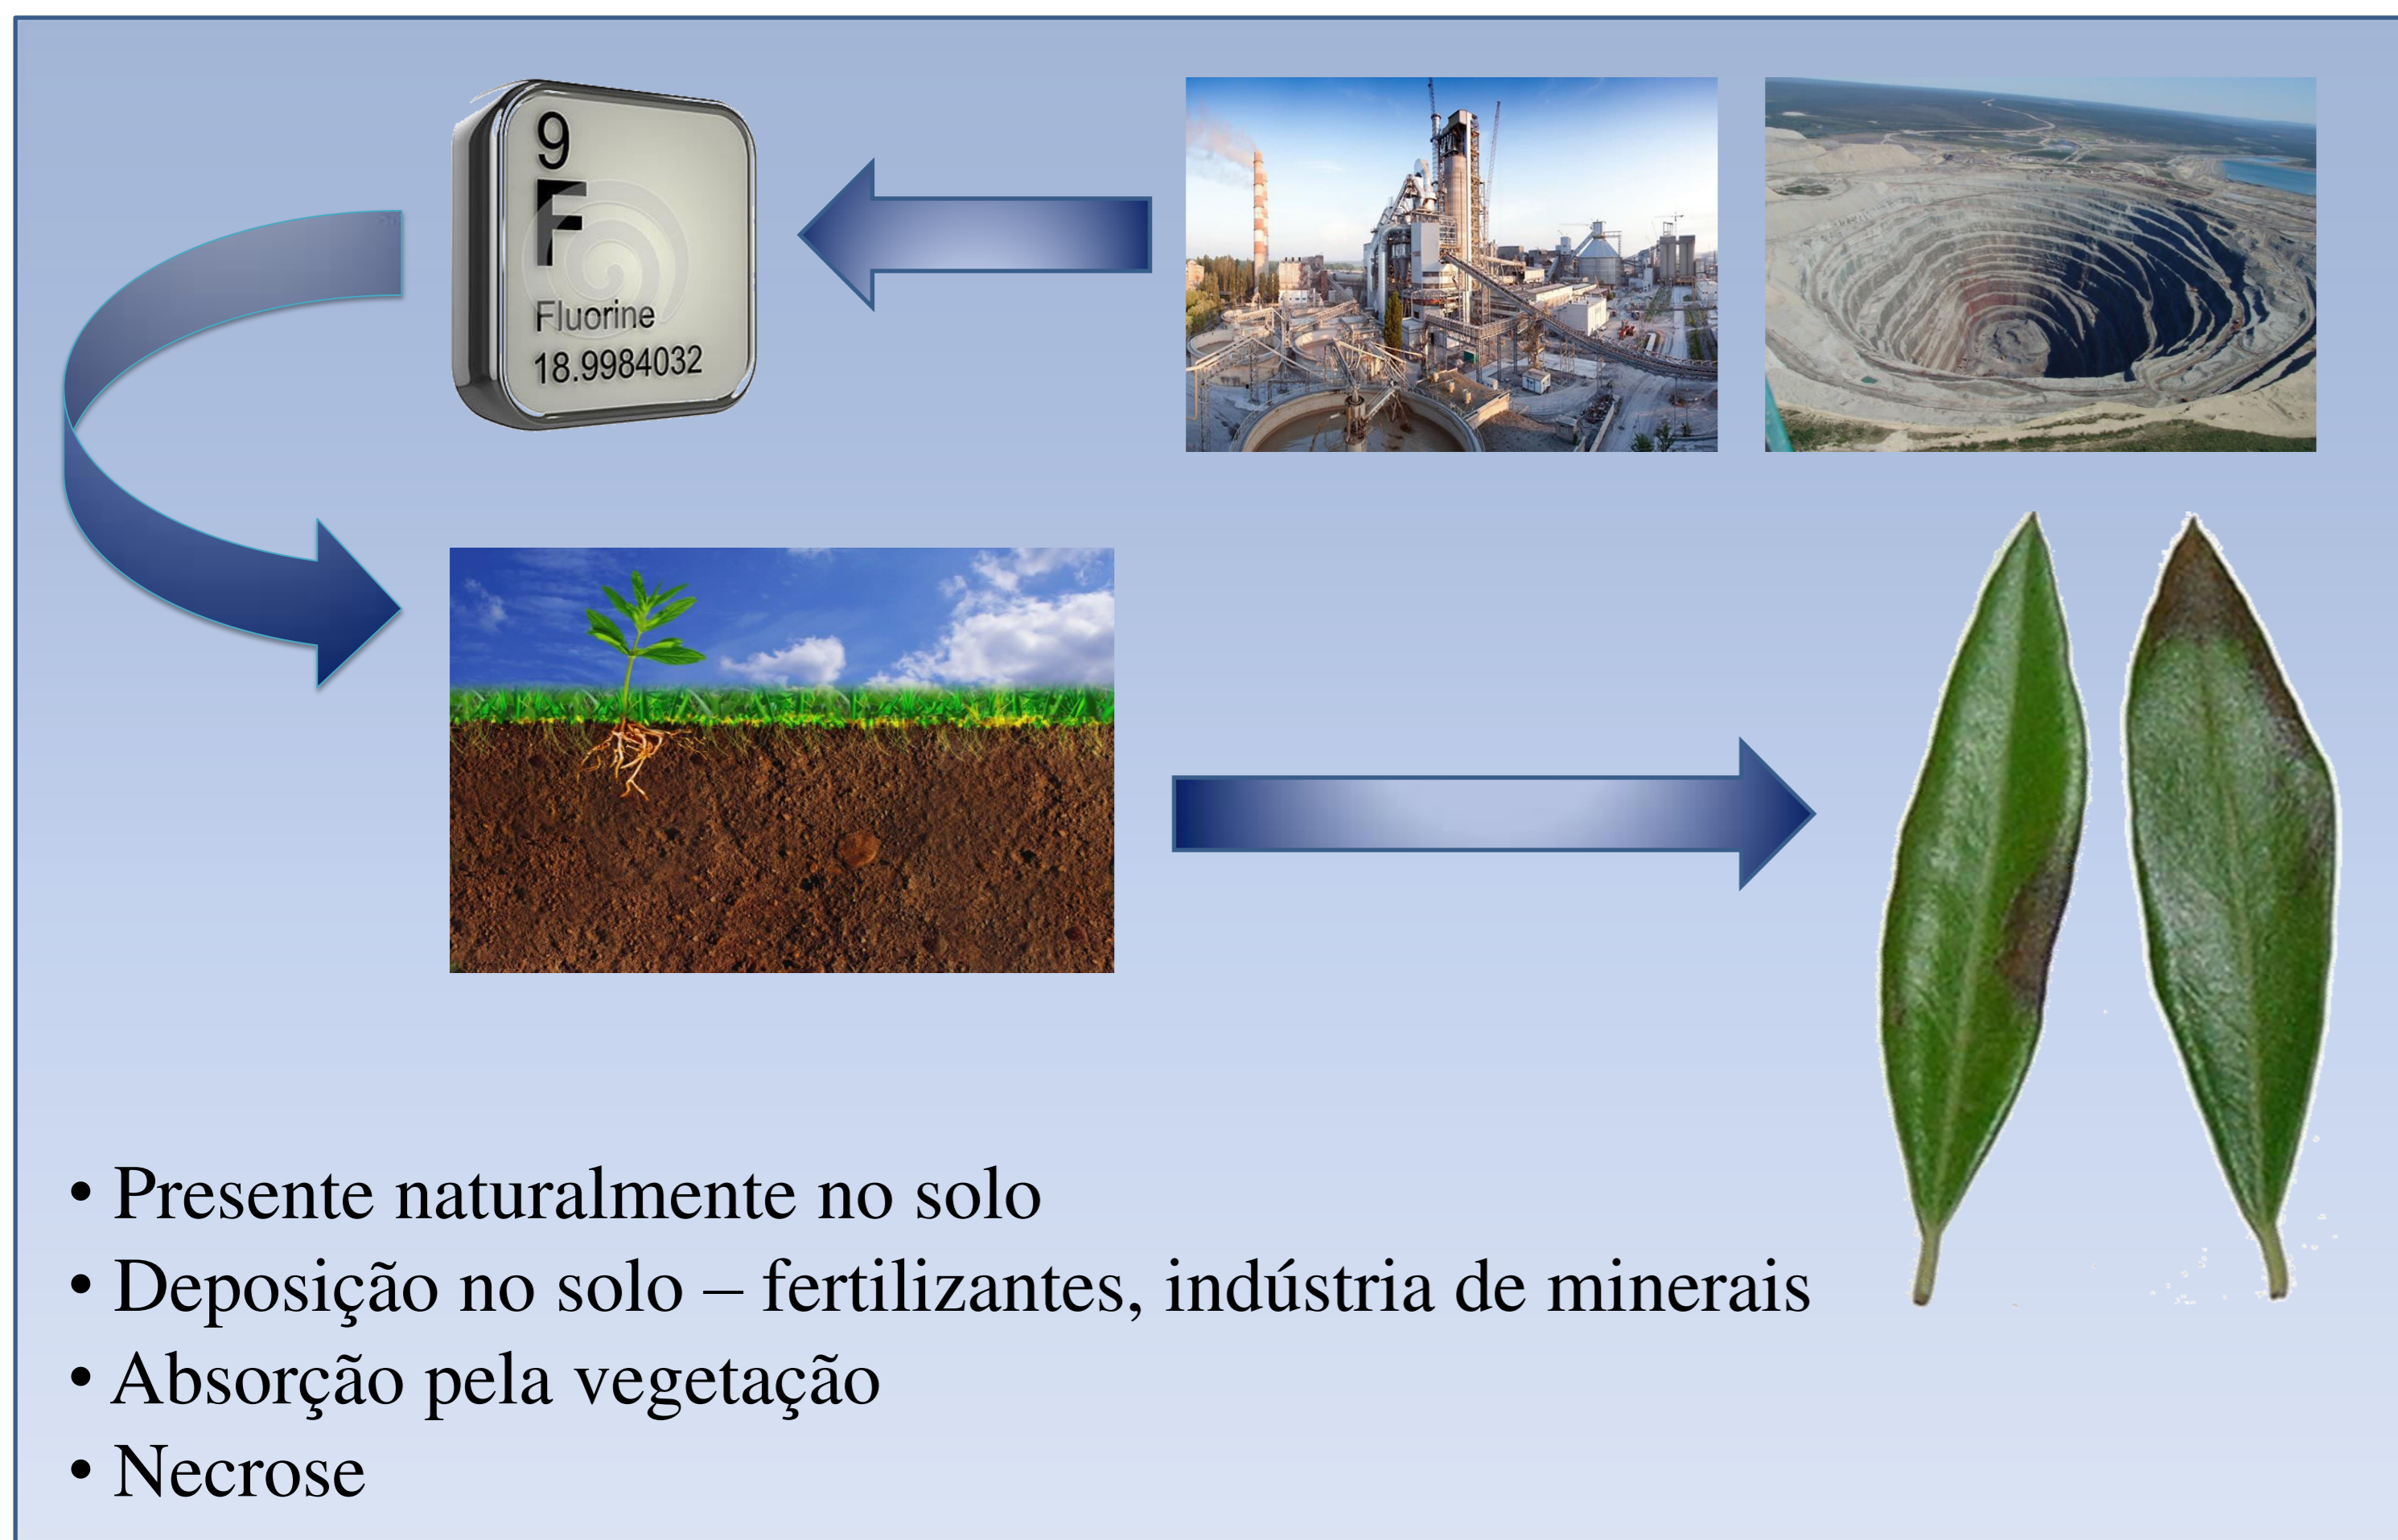 9
F
Fluorine
18.9984032
• Presente naturalmente no solo
• Deposição no solo – fertilizantes, indústria de minerais
• Absorção pela vegetação
• Necrose